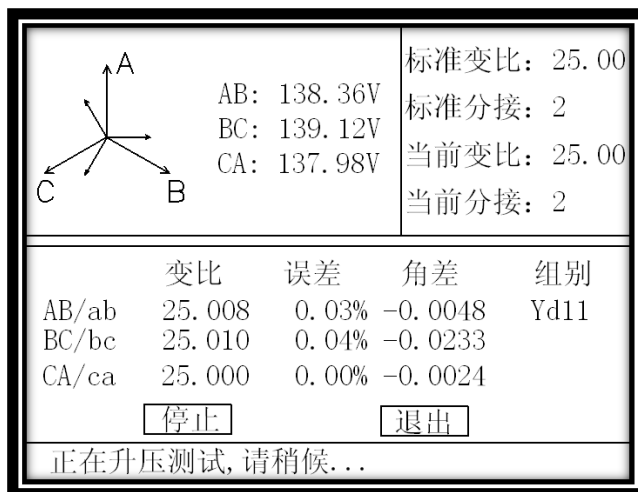 A
C
B
AB: 138.36V
BC: 139.12V
CA: 137.98V
标准变比: 25.00
标准分接: 2
当前变比: 25.00
当前分接: 2
变比 误差 角差 组别
AB/ab 25.008 0.03% -0.0048 Yd11
BC/bc 25.010 0.04% -0.0233
CA/ca 25.000 0.00% -0.0024
停止 退出
正在升压测试,请稍候...